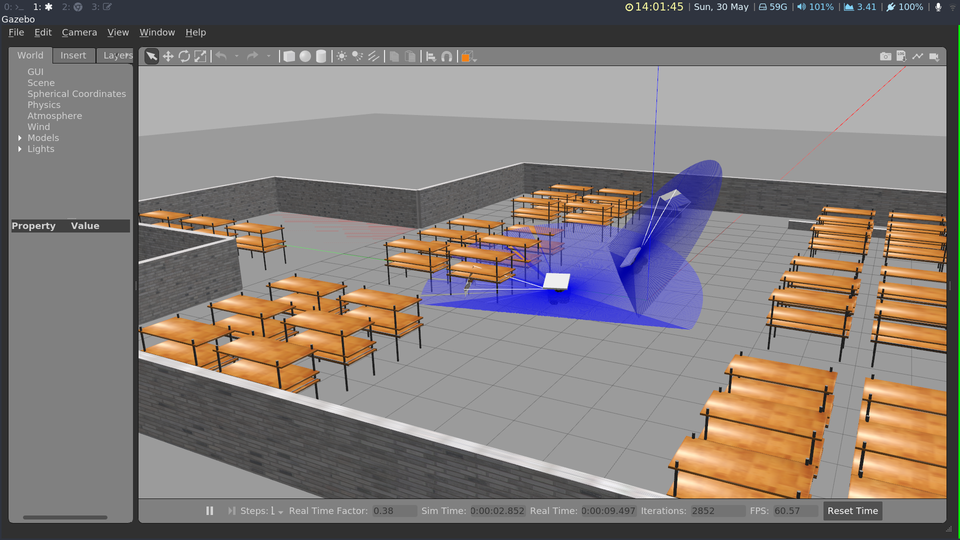 0: 1: 2: 3: 14:01:45 Sun, 30 May 59G 101% 3.41 100%
Gazebo
File Edit Camera View Window Help
World Insert Layers
GUI
Scene
Spherical Coordinates
Physics
Atmosphere
Wind
Models
Lights
Property Value
Steps: 1 Real Time Factor: 0.38 Sim Time: 0:00:02.852 Real Time: 0:00:09.497 Iterations: 2852 FPS: 60.57 Reset Time